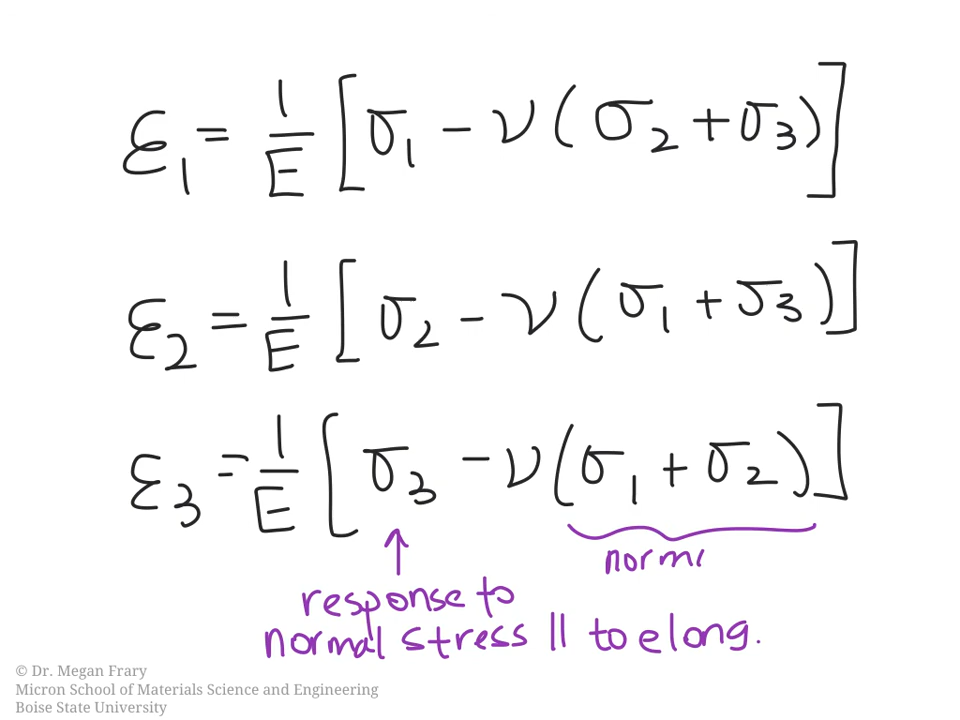 ε₁ = 1/E [σ₁ − ν(σ₂ + σ₃)]
ε₂ = 1/E [σ₂ − ν(σ₁ + σ₃)]
ε₃ = 1/E [σ₃ − ν(σ₁ + σ₂)]
norm
response to
normal stress || to elong.
© Dr. Megan Frary
Micron School of Materials Science and Engineering
Boise State University